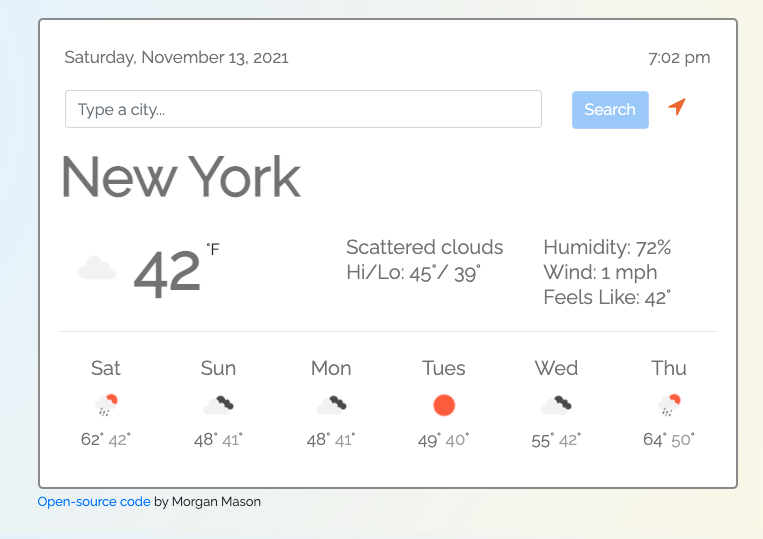 Saturday, November 13, 2021 7:02 pm
Type a city... Search
New York
42 °F
Scattered clouds
Hi/Lo: 45°/ 39°
Humidity: 72%
Wind: 1 mph
Feels Like: 42°
Sat Sun Mon Tues Wed Thu
62° 42° 48° 41° 48° 41° 49° 40° 55° 42° 64° 50°
Open-source code by Morgan Mason